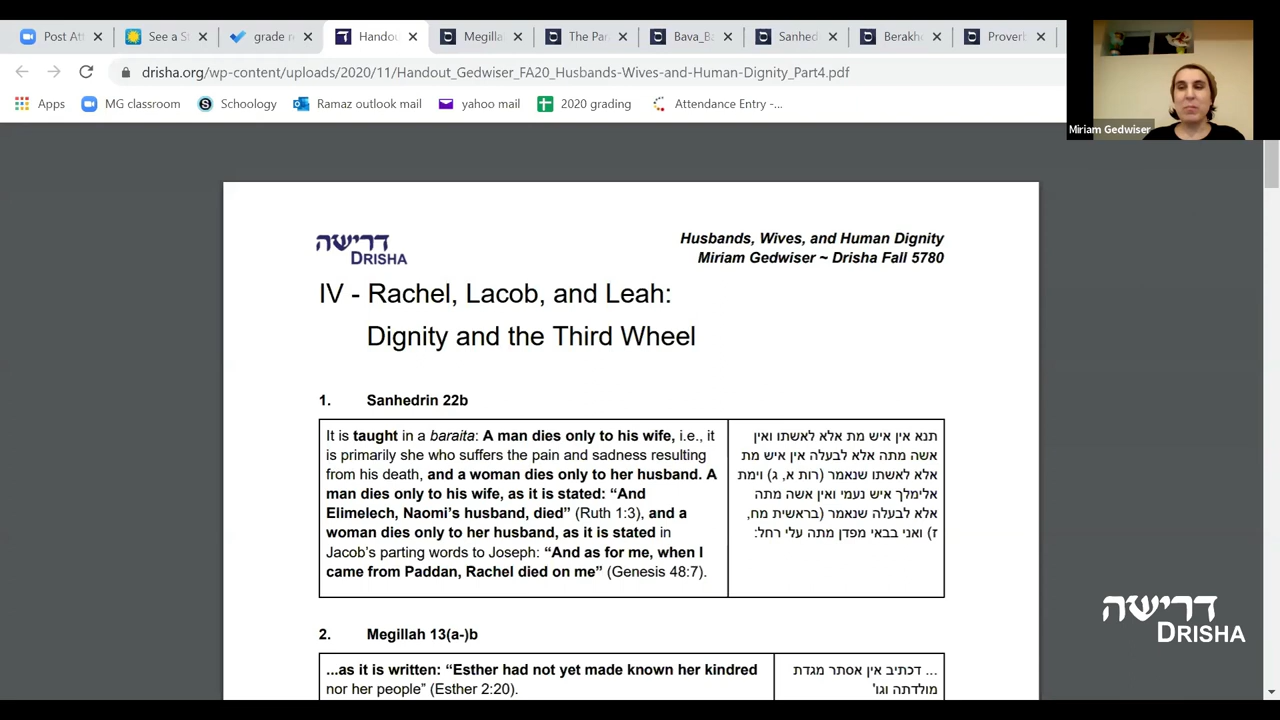 Post At
See a S
grade r
Handou
Megilla
The Par
Bava_Ba
Sanhed
Berakho
Proverb
drisha.org/wp-content/uploads/2020/11/Handout_Gedwiser_FA20_Husbands-Wives-and-Human-Dignity_Part4.pdf
Apps
MG classroom
Schoology
Ramaz outlook mail
yahoo mail
2020 grading
Attendance Entry -...
Miriam Gedwiser
דרישה
DRISHA
Husbands, Wives, and Human Dignity
Miriam Gedwiser ~ Drisha Fall 5780
IV - Rachel, Lacob, and Leah:
Dignity and the Third Wheel
1. Sanhedrin 22b
It is taught in a baraita: A man dies only to his wife, i.e., it
is primarily she who suffers the pain and sadness resulting
from his death, and a woman dies only to her husband. A
man dies only to his wife, as it is stated: “And
Elimelech, Naomi’s husband, died” (Ruth 1:3), and a
woman dies only to her husband, as it is stated in
Jacob’s parting words to Joseph: “And as for me, when I
came from Paddan, Rachel died on me” (Genesis 48:7).
תנא אין איש מת אלא לאשתו ואין
אשה מתה אלא לבעלה אין איש מת
אלא לאשתו שנאמר (רות א, ג) וימת
אלימלך איש נעמי ואין אשה מתה
אלא לבעלה שנאמר (בראשית מח,
ז) ואני בבאי מפדן מתה עלי רחל:
2. Megillah 13(a-)b
...as it is written: “Esther had not yet made known her kindred
nor her people” (Esther 2:20).
... דכתיב אין אסתר מגדת
מולדתה וגו'
דרישה
DRISHA